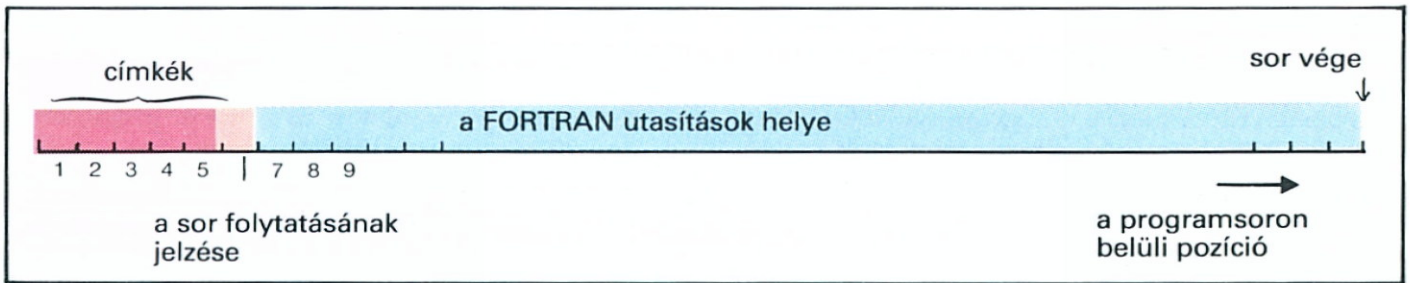 címkék
sor vége
a FORTRAN utasítások helye
1 2 3 4 5 7 8 9
a sor folytatásának
jelzése
a programsoron
belüli pozíció